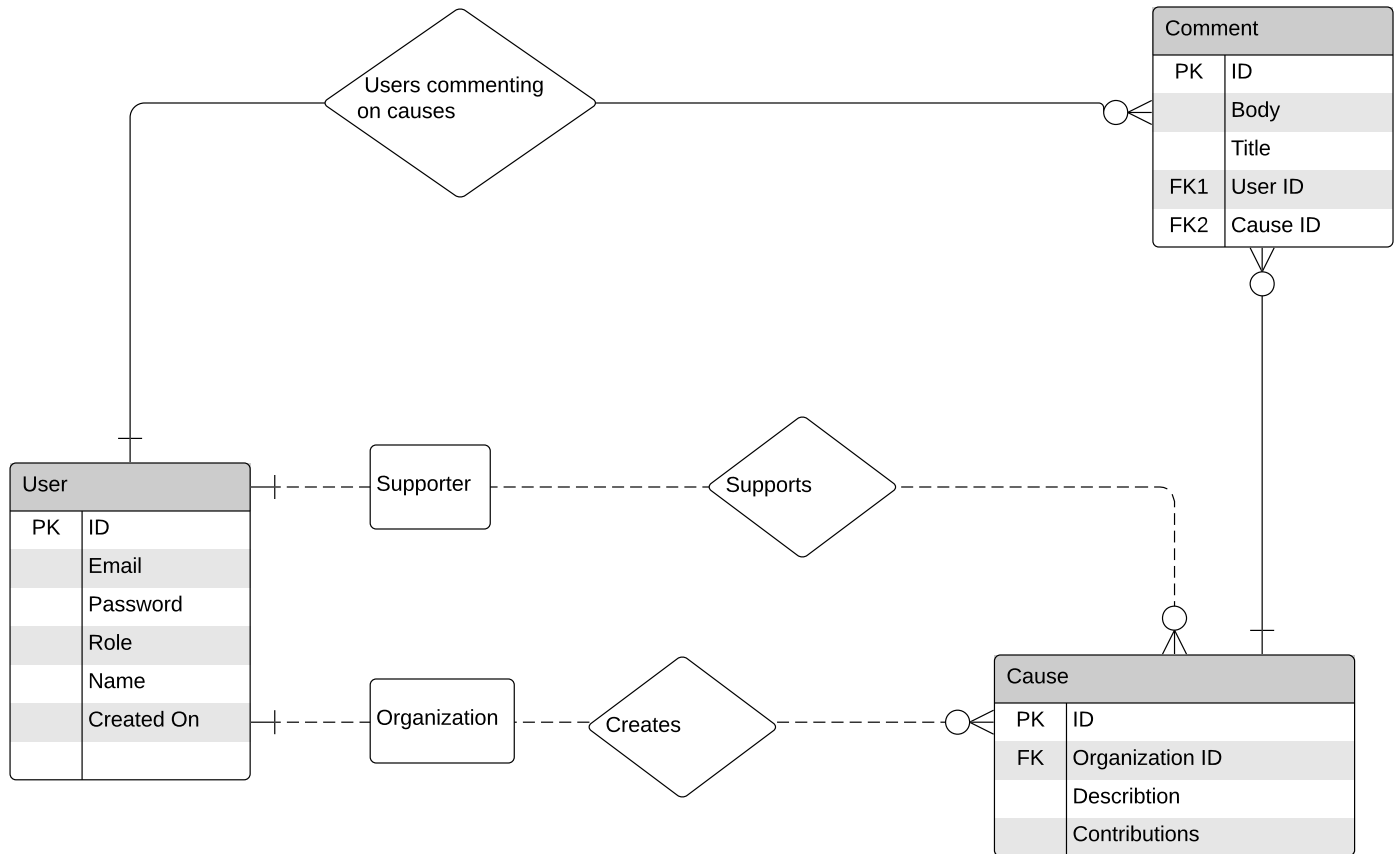 Users commenting
on causes
Comment
PK ID
Body
Title
FK1 User ID
FK2 Cause ID
User
PK ID
Email
Password
Role
Name
Created On
Supporter
Supports
Organization
Creates
Cause
PK ID
FK Organization ID
Describtion
Contributions